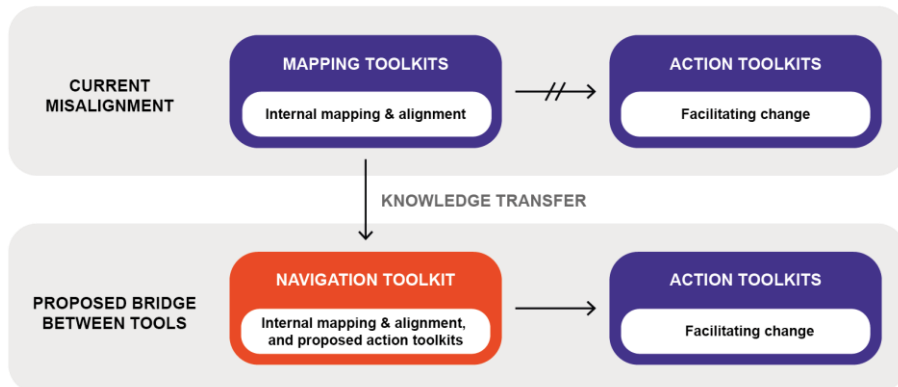 CURRENT
MISALIGNMENT
MAPPING TOOLKITS
Internal mapping & alignment
ACTION TOOLKITS
Facilitating change
KNOWLEDGE TRANSFER
PROPOSED BRIDGE
BETWEEN TOOLS
NAVIGATION TOOLKIT
Internal mapping & alignment,
and proposed action toolkits
ACTION TOOLKITS
Facilitating change